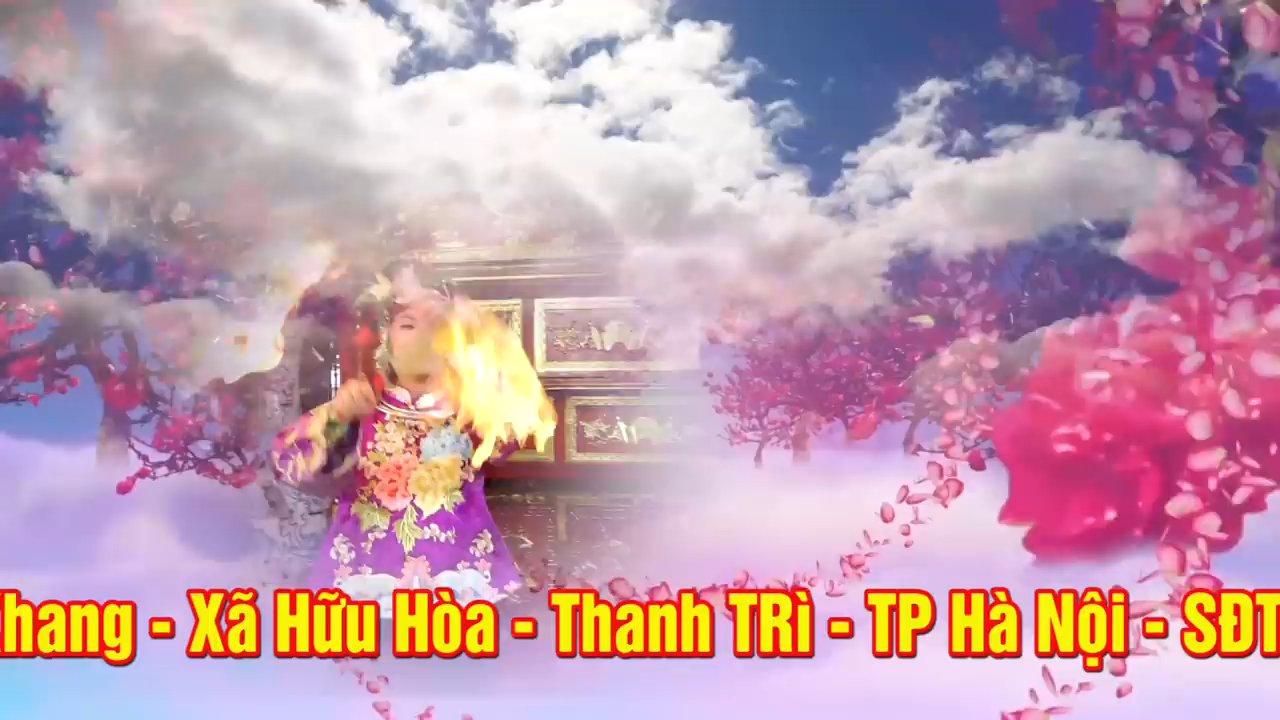 hang - Xã Hữu Hòa - Thanh TRì - TP Hà Nội - SĐT